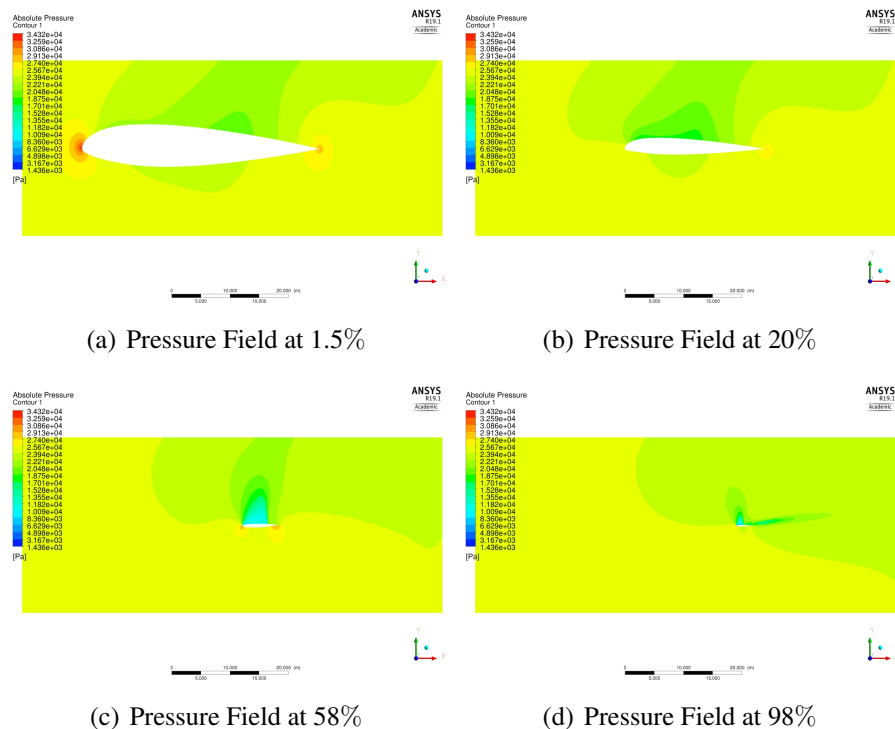 Absolute Pressure
Contour 1
3.432e+04
3.259e+04
3.086e+04
2.913e+04
2.740e+04
2.567e+04
2.394e+04
2.221e+04
2.048e+04
1.875e+04
1.701e+04
1.528e+04
1.355e+04
1.182e+04
1.009e+04
8.360e+03
6.629e+03
4.898e+03
3.167e+03
1.436e+03
[Pa]
ANSYS
R19.1
Academic
Y
X
0 10.000 20.000 (m)
5.000 15.000
(a) Pressure Field at 1.5%
Absolute Pressure
Contour 1
3.432e+04
3.259e+04
3.086e+04
2.913e+04
2.740e+04
2.567e+04
2.394e+04
2.221e+04
2.048e+04
1.875e+04
1.701e+04
1.528e+04
1.355e+04
1.182e+04
1.009e+04
8.360e+03
6.629e+03
4.898e+03
3.167e+03
1.436e+03
[Pa]
ANSYS
R19.1
Academic
Y
X
0 10.000 20.000 (m)
5.000 15.000
(b) Pressure Field at 20%
Absolute Pressure
Contour 1
3.432e+04
3.259e+04
3.086e+04
2.913e+04
2.740e+04
2.567e+04
2.394e+04
2.221e+04
2.048e+04
1.875e+04
1.701e+04
1.528e+04
1.355e+04
1.182e+04
1.009e+04
8.360e+03
6.629e+03
4.898e+03
3.167e+03
1.436e+03
[Pa]
ANSYS
R19.1
Academic
Y
X
0 10.000 20.000 (m)
5.000 15.000
(c) Pressure Field at 58%
Absolute Pressure
Contour 1
3.432e+04
3.259e+04
3.086e+04
2.913e+04
2.740e+04
2.567e+04
2.394e+04
2.221e+04
2.048e+04
1.875e+04
1.701e+04
1.528e+04
1.355e+04
1.182e+04
1.009e+04
8.360e+03
6.629e+03
4.898e+03
3.167e+03
1.436e+03
[Pa]
ANSYS
R19.1
Academic
Y
X
0 10.000 20.000 (m)
5.000 15.000
(d) Pressure Field at 98%